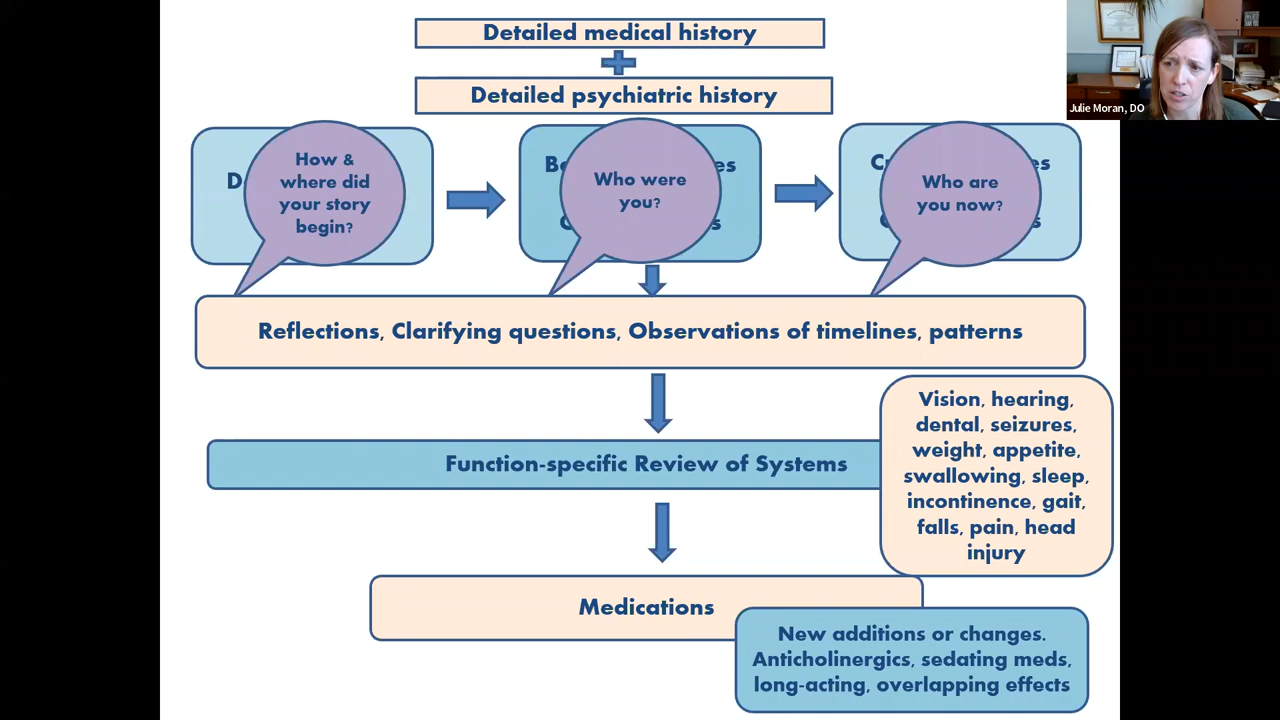 Detailed medical history
Detailed psychiatric history
How &
where did
your story
begin?
Who were
you?
Who are
you now?
Reflections, Clarifying questions, Observations of timelines, patterns
Function-specific Review of Systems
Vision, hearing,
dental, seizures,
weight, appetite,
swallowing, sleep,
incontinence, gait,
falls, pain, head
injury
Medications
New additions or changes.
Anticholinergics, sedating meds,
long-acting, overlapping effects
Julie Moran, DO